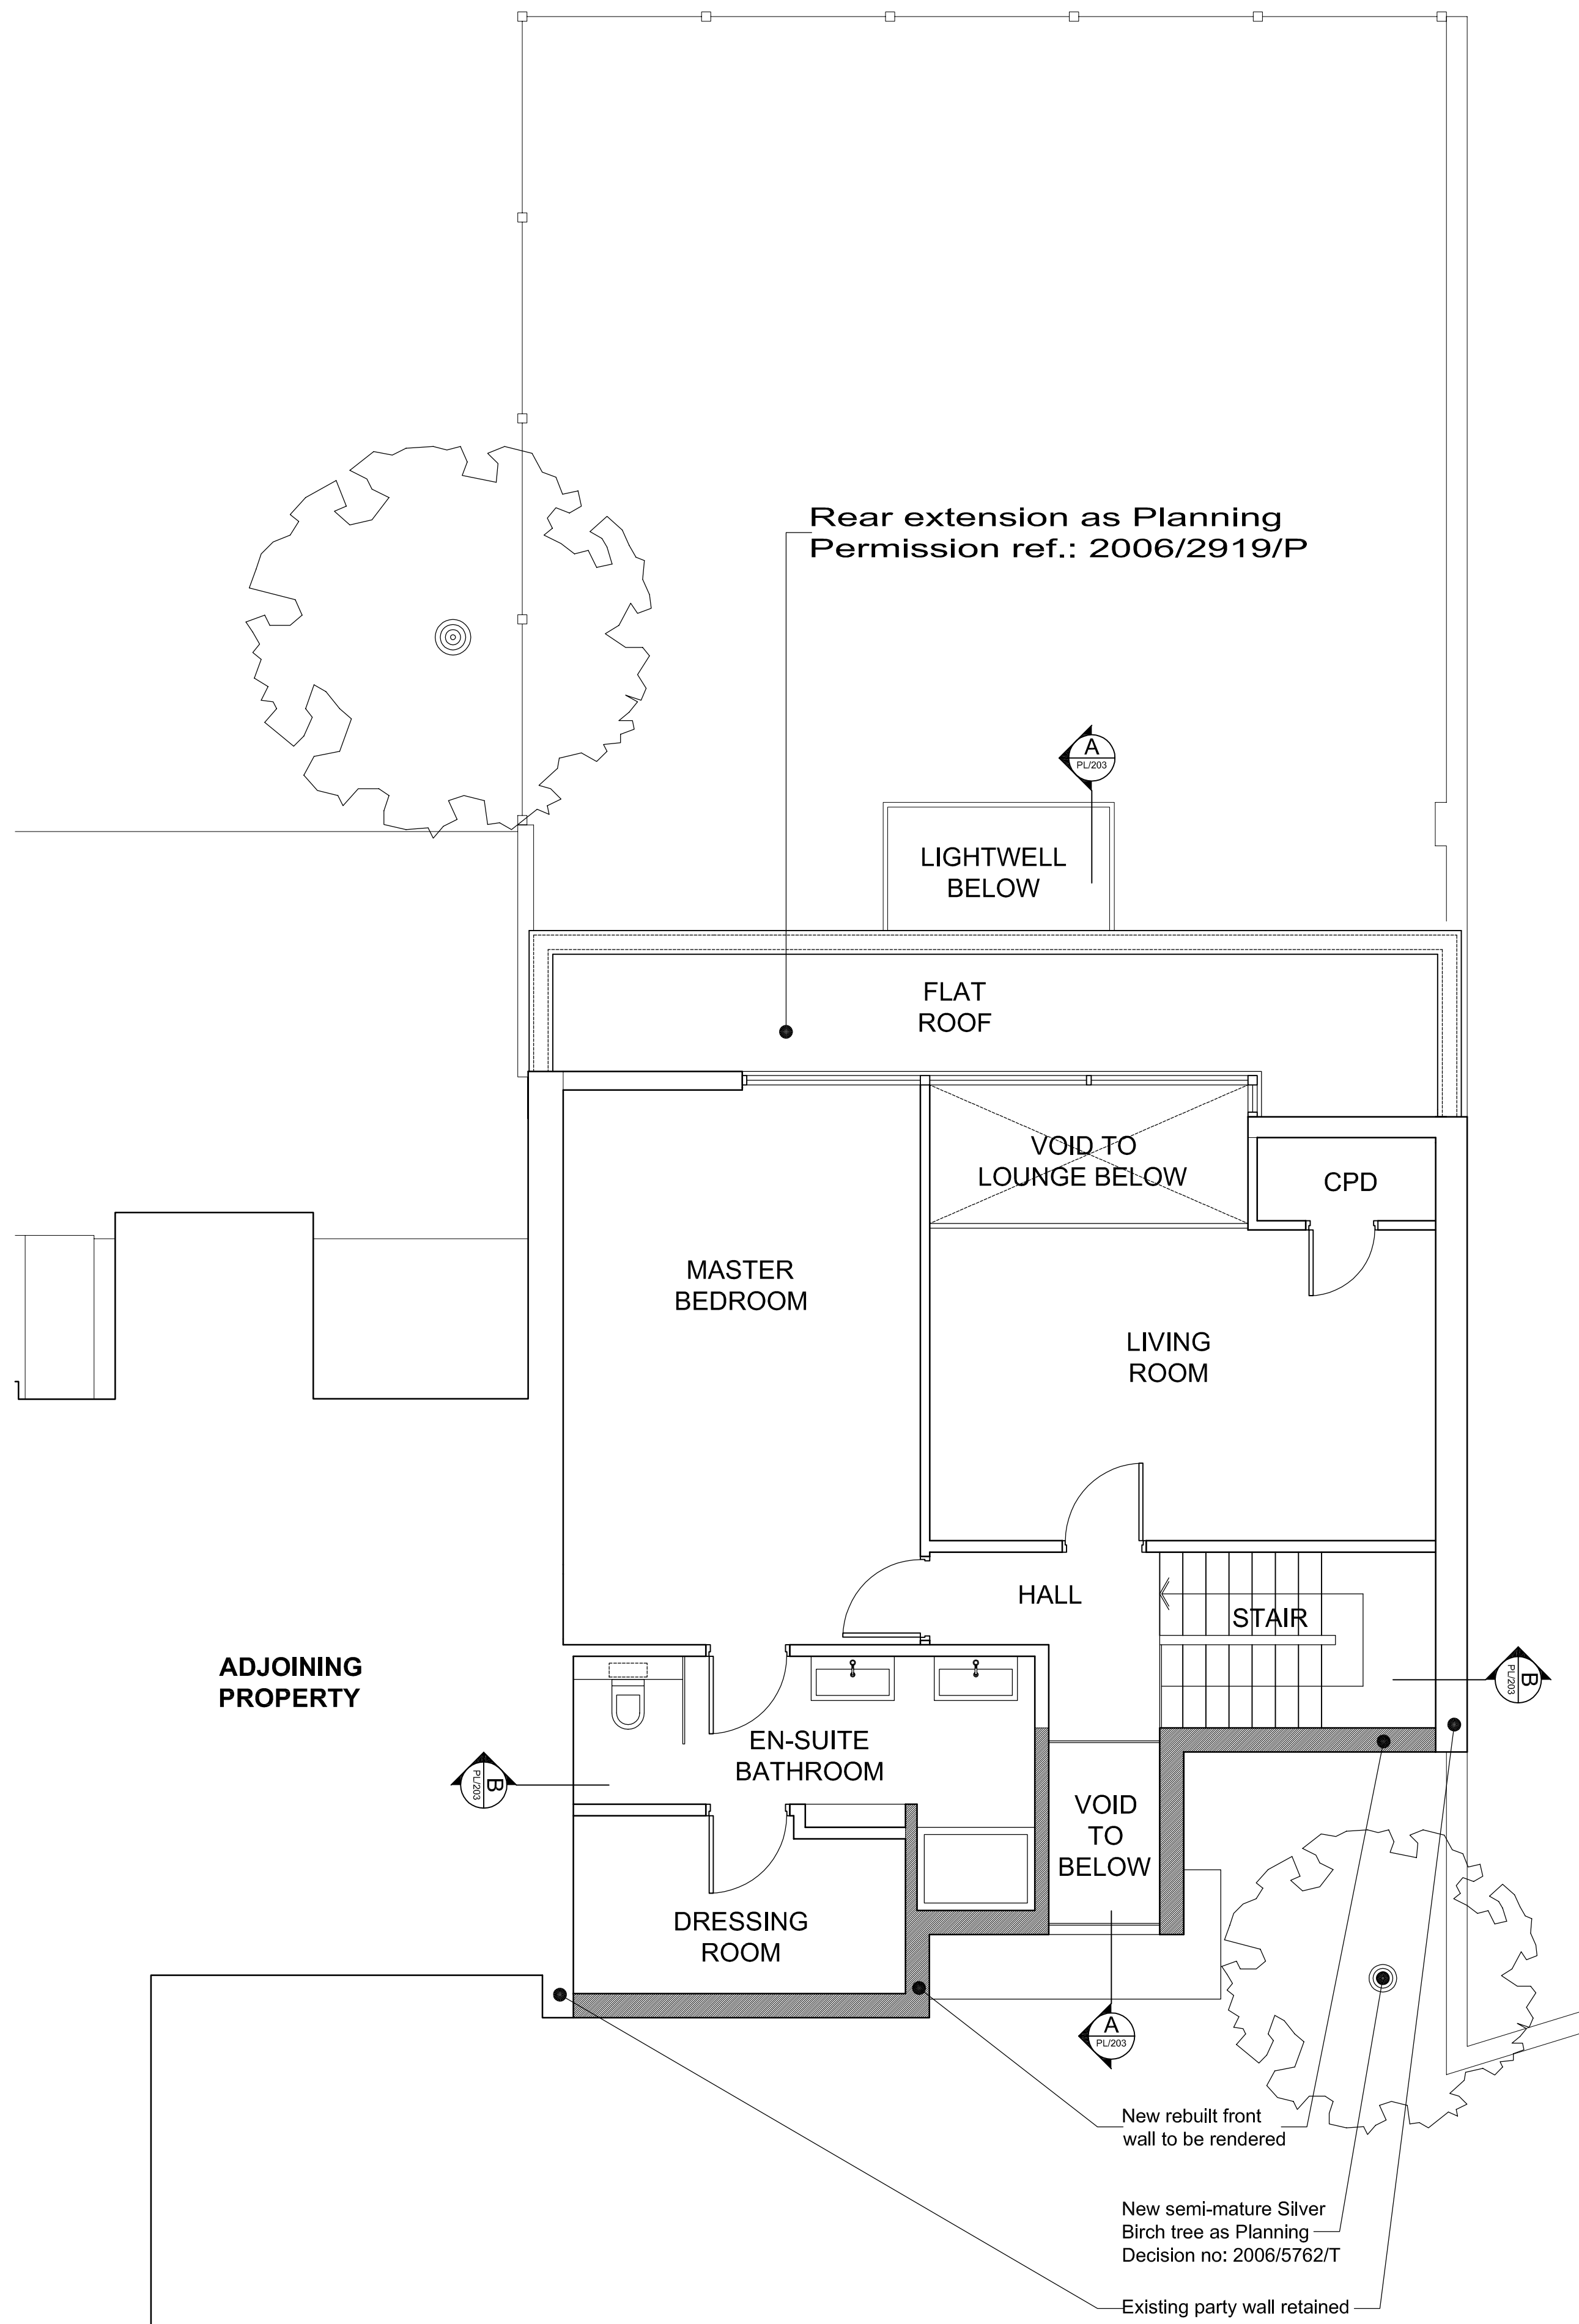 Rear extension as Planning
Permission ref.: 2006/2919/P
A
PL/203
LIGHTWELL
BELOW
FLAT
ROOF
VOID TO
LOUNGE BELOW
CPD
MASTER
BEDROOM
LIVING
ROOM
HALL
STAIR
ADJOINING
PROPERTY
B
PL/203
EN-SUITE
BATHROOM
B
PL/203
VOID
TO
BELOW
DRESSING
ROOM
A
PL/203
New rebuilt front
wall to be rendered
New semi-mature Silver
Birch tree as Planning
Decision no: 2006/5762/T
Existing party wall retained